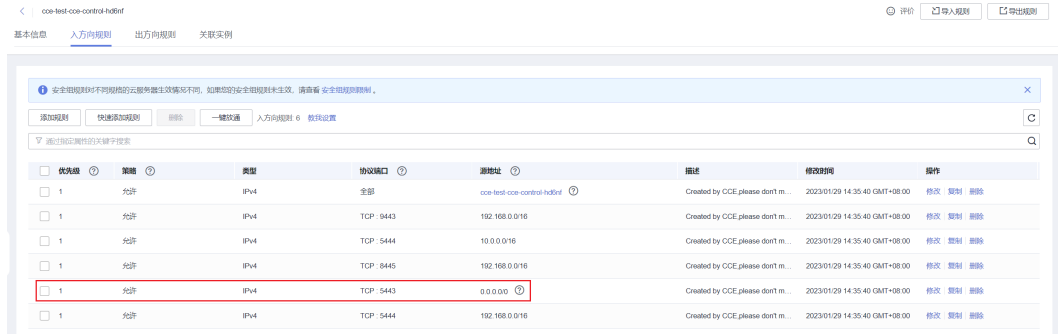 cce-test-cce-control-hd6nf 评价 导入规则 导出规则
基本信息 入方向规则 出方向规则 关联实例
安全组规则对不同规格的云服务器生效情况不同，如果您的安全组规则未生效，请查看 安全组规则限制 。
添加规则 快速添加规则 删除 一键放通 入方向规则: 6 教我设置
通过指定属性的关键字搜索
优先级 策略 类型 协议端口 源地址 描述 修改时间 操作
1 允许 IPv4 全部 cce-test-cce-control-hd6nf Created by CCE,please don't m... 2023/01/29 14:35:40 GMT+08:00 修改 复制 删除
1 允许 IPv4 TCP : 9443 192.168.0.0/16 Created by CCE,please don't m... 2023/01/29 14:35:40 GMT+08:00 修改 复制 删除
1 允许 IPv4 TCP : 5444 10.0.0.0/16 Created by CCE,please don't m... 2023/01/29 14:35:40 GMT+08:00 修改 复制 删除
1 允许 IPv4 TCP : 8445 192.168.0.0/16 Created by CCE,please don't m... 2023/01/29 14:35:40 GMT+08:00 修改 复制 删除
1 允许 IPv4 TCP : 5443 0.0.0.0/0 Created by CCE,please don't m... 2023/01/29 14:35:40 GMT+08:00 修改 复制 删除
1 允许 IPv4 TCP : 5444 192.168.0.0/16 Created by CCE,please don't m... 2023/01/29 14:35:40 GMT+08:00 修改 复制 删除